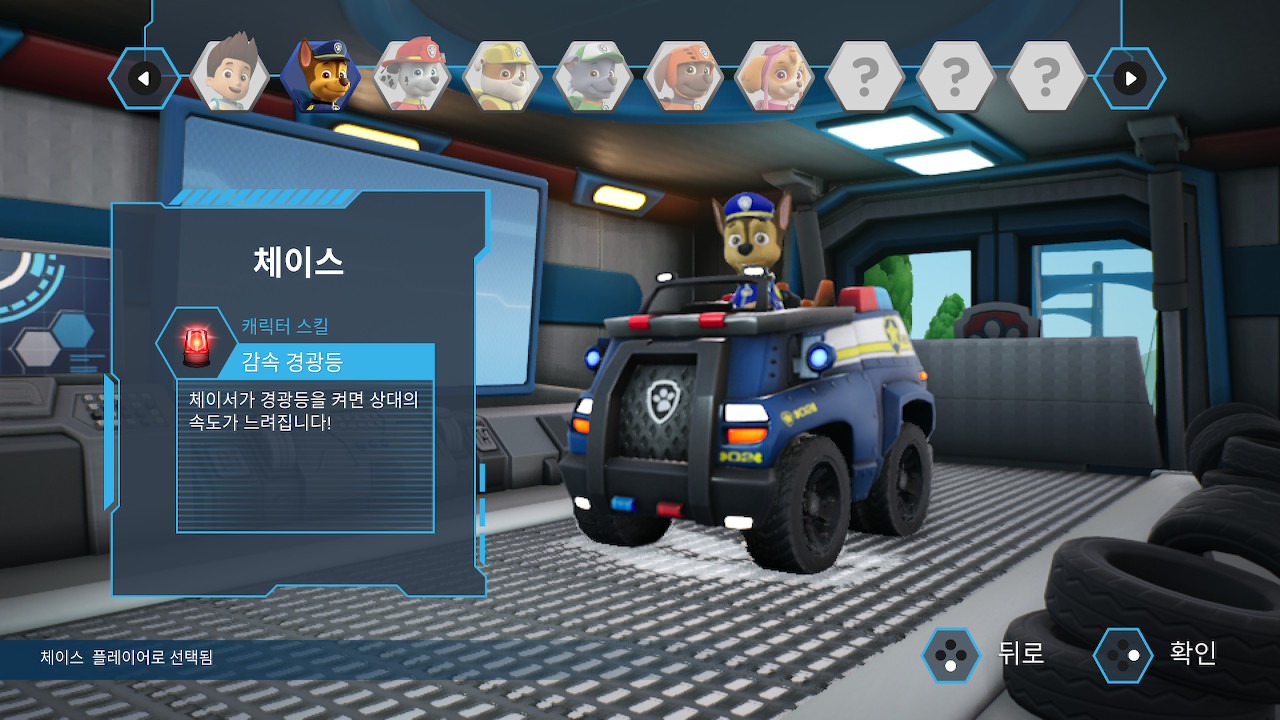 ? ? ?
체이스
캐릭터 스킬
감속 경광등
체이서가 경광등을 켜면 상대의
속도가 느려집니다!
체이스 플레이어로 선택됨
뒤로
확인